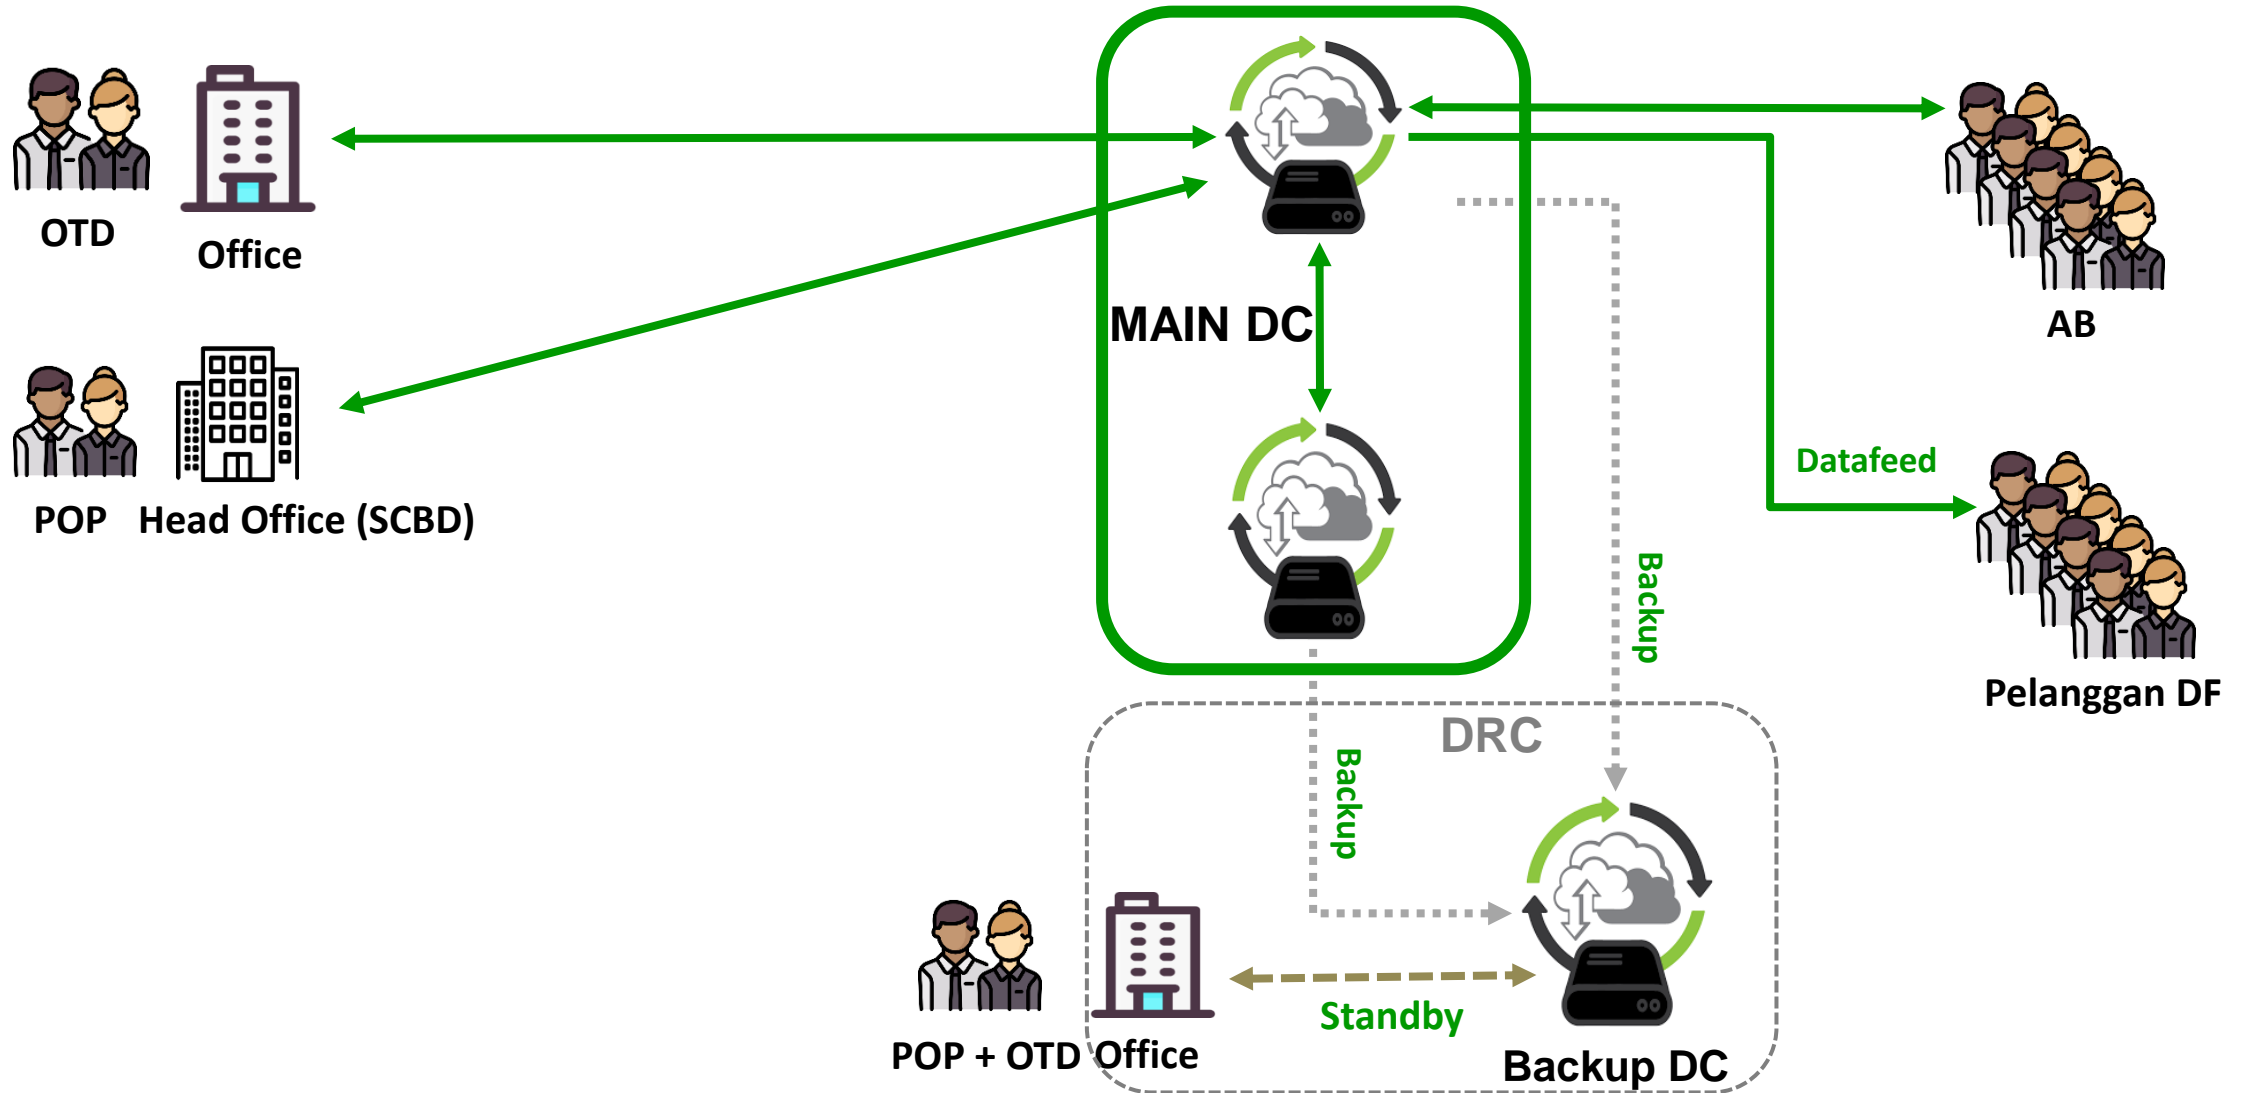 OTD
Office
MAIN DC
AB
POP
Head Office (SCBD)
Datafeed
Backup
Pelanggan DF
DRC
Backup
Standby
POP + OTD
Office
Backup DC